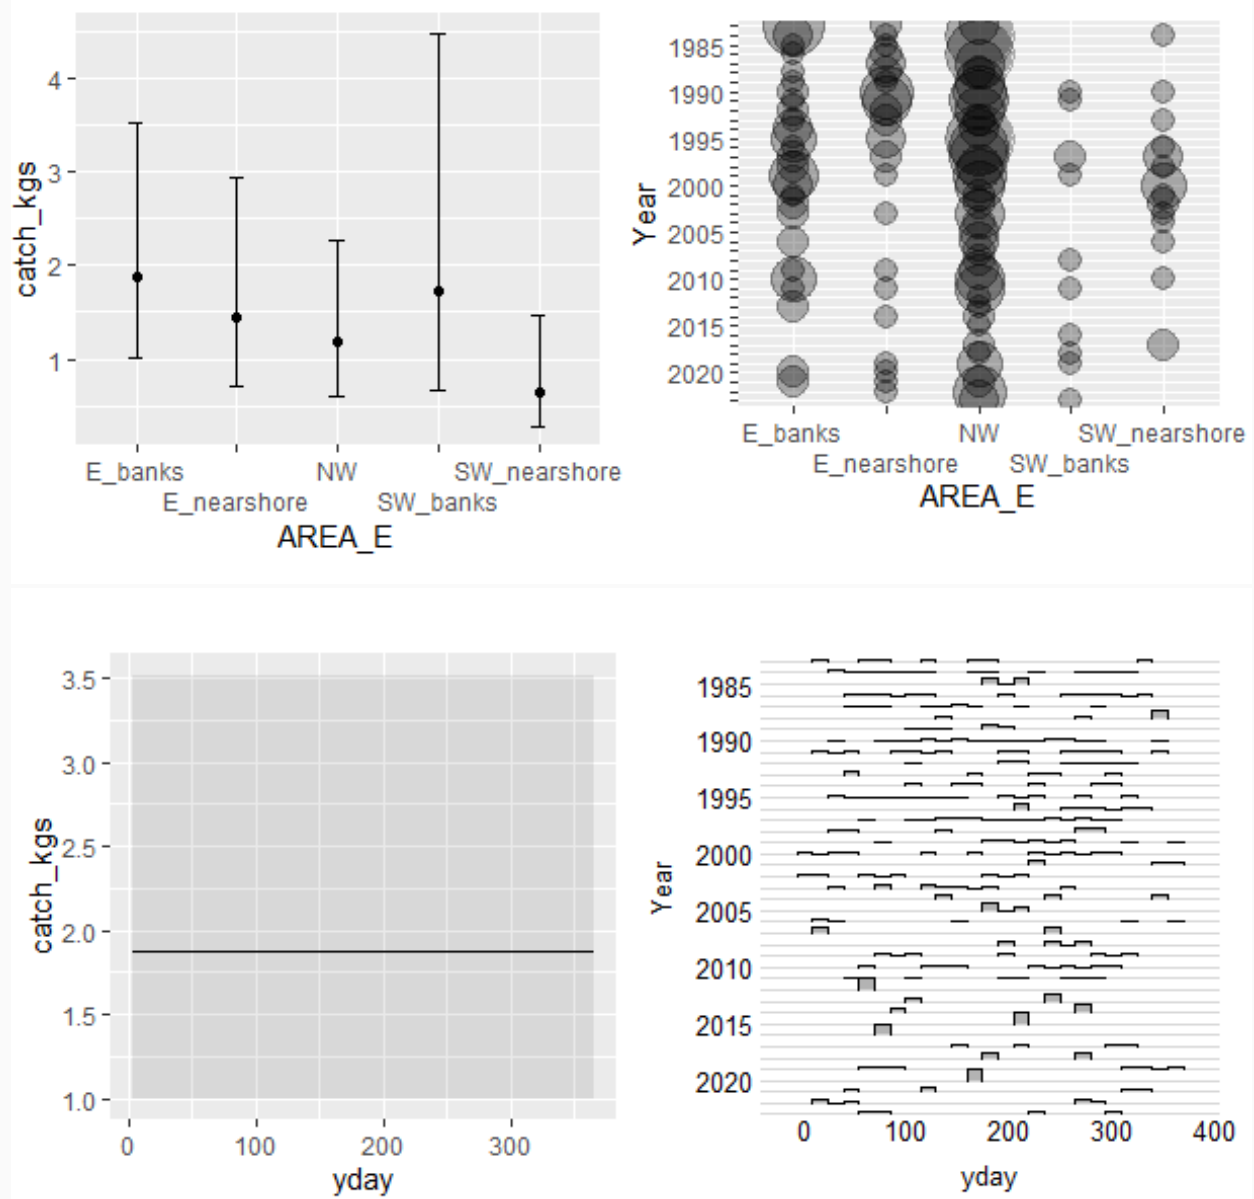 4
3
2
1
catch_kgs
E_banks
NW
SW_nearshore
E_nearshore
SW_banks
AREA_E
1985
1990
1995
2000
2005
2010
2015
2020
Year
E_banks
NW
SW_nearshore
E_nearshore
SW_banks
AREA_E
3.5
3.0
2.5
2.0
1.5
1.0
catch_kgs
0
100
200
300
yday
1985
1990
1995
2000
2005
2010
2015
2020
Year
0
100
200
300
400
yday